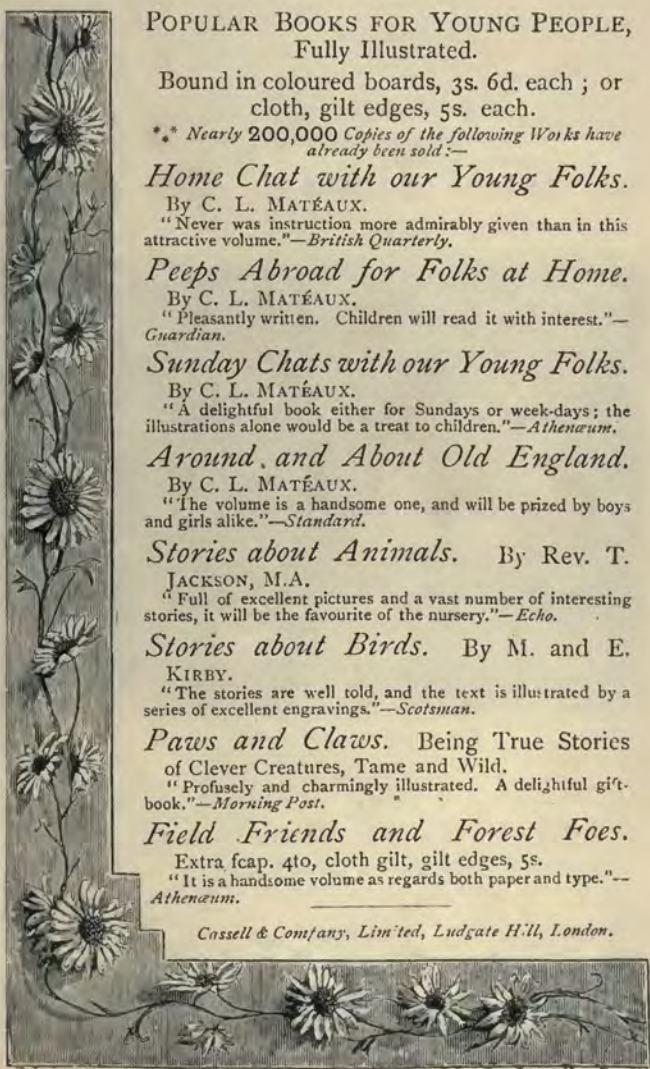 POPULAR BOOKS FOR YOUNG PEOPLE,
Fully Illustrated.
Bound in coloured boards, 3s. 6d. each ; or
cloth, gilt edges, 5s. each.
*⁎* Nearly 200,000 Copies of the following Works have
already been sold :—
Home Chat with our Young Folks.
By C. L. MATÉAUX.
"Never was instruction more admirably given than in this
attractive volume."—British Quarterly.
Peeps Abroad for Folks at Home.
By C. L. MATÉAUX.
"Pleasantly written. Children will read it with interest."—
Guardian.
Sunday Chats with our Young Folks.
By C. L. MATÉAUX.
"A delightful book either for Sundays or week-days; the
illustrations alone would be a treat to children."—Athenæum.
Around and About Old England.
By C. L. MATÉAUX.
"The volume is a handsome one, and will be prized by boys
and girls alike."—Standard.
Stories about Animals. By Rev. T.
JACKSON, M.A.
"Full of excellent pictures and a vast number of interesting
stories, it will be the favourite of the nursery."—Echo.
Stories about Birds. By M. and E.
KIRBY.
"The stories are well told, and the text is illustrated by a
series of excellent engravings."—Scotsman.
Paws and Claws. Being True Stories
of Clever Creatures, Tame and Wild.
"Profusely and charmingly illustrated. A delightful gift-
book."—Morning Post.
Field Friends and Forest Foes.
Extra fcap. 4to, cloth gilt, gilt edges, 5s.
"It is a handsome volume as regards both paper and type."—
Athenæum.
Cassell & Company, Limited, Ludgate Hill, London.